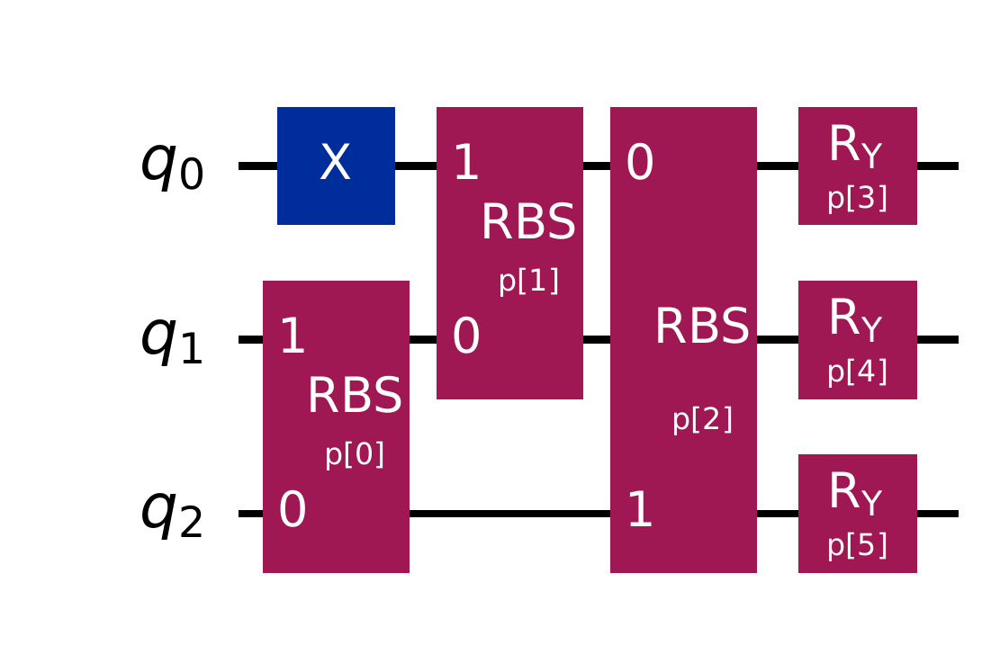 q0 X 1 RBS p[1] 0 RY p[3]
q1 1 RBS p[0] 0 RBS p[2] RY p[4]
q2 0 1 RY p[5]